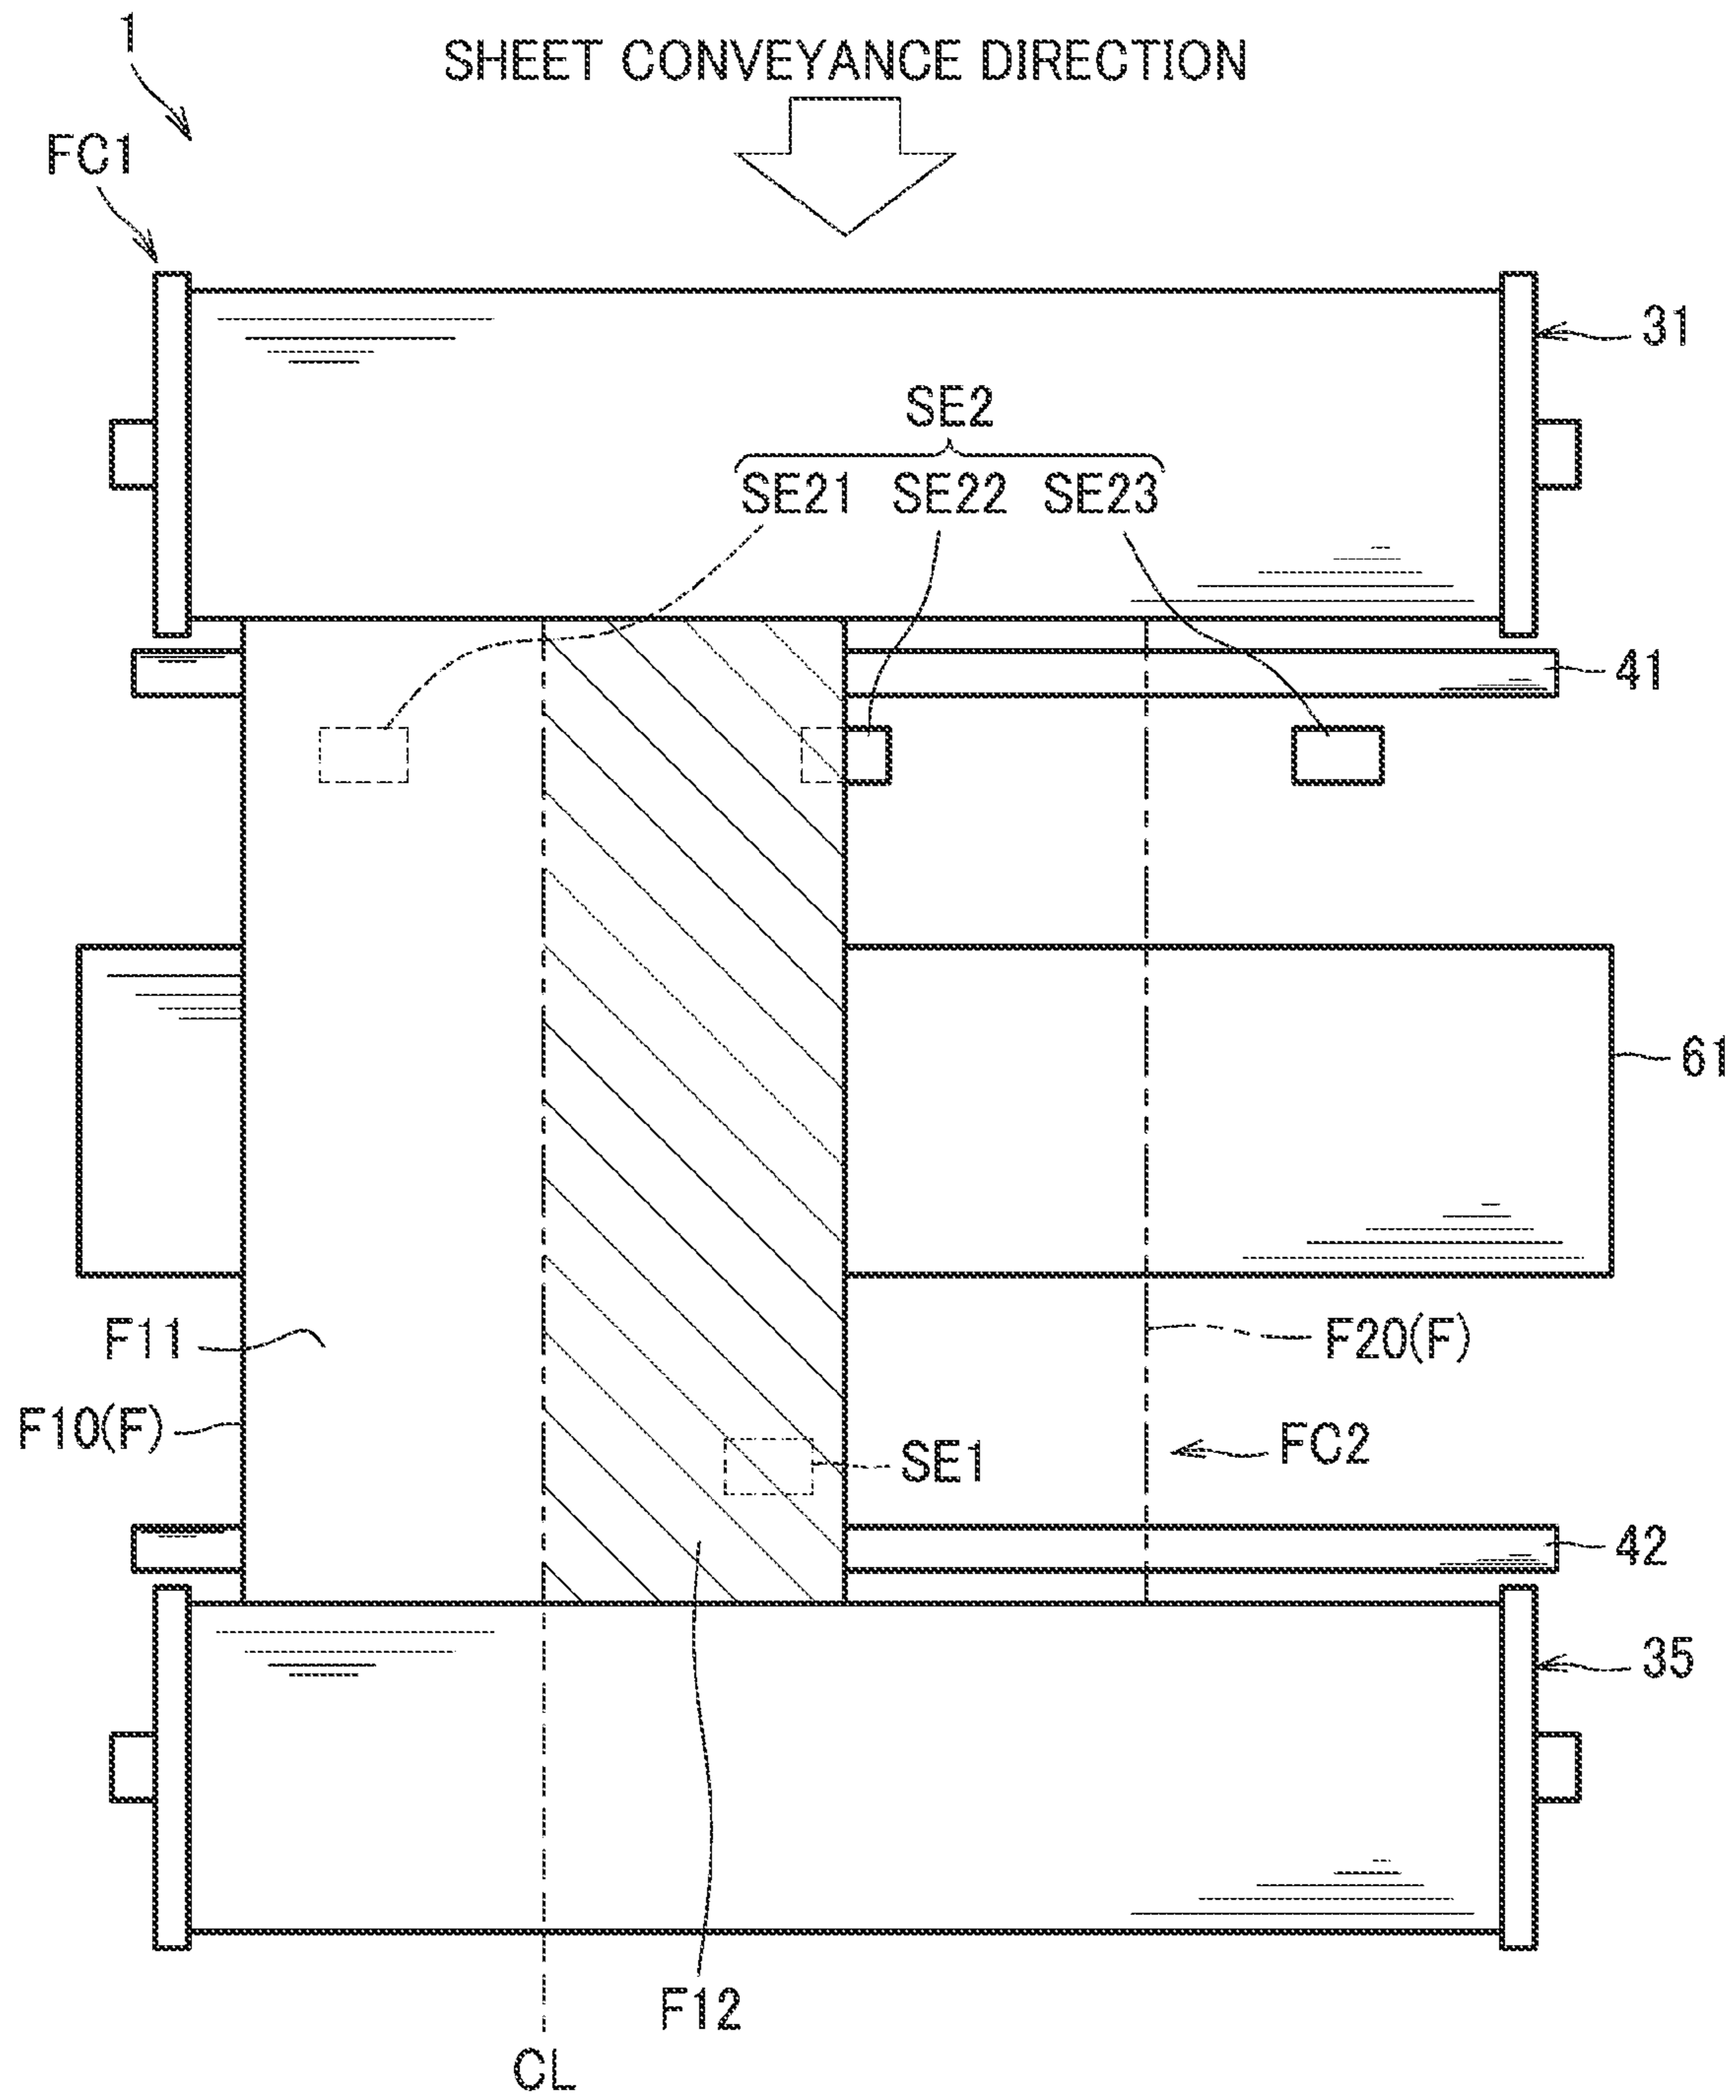 1
SHEET CONVEYANCE DIRECTION
FC1
31
SE2
SE21 SE22 SE23
41
61
F11
F20(F)
F10(F)
FC2
SE1
42
35
F12
CL